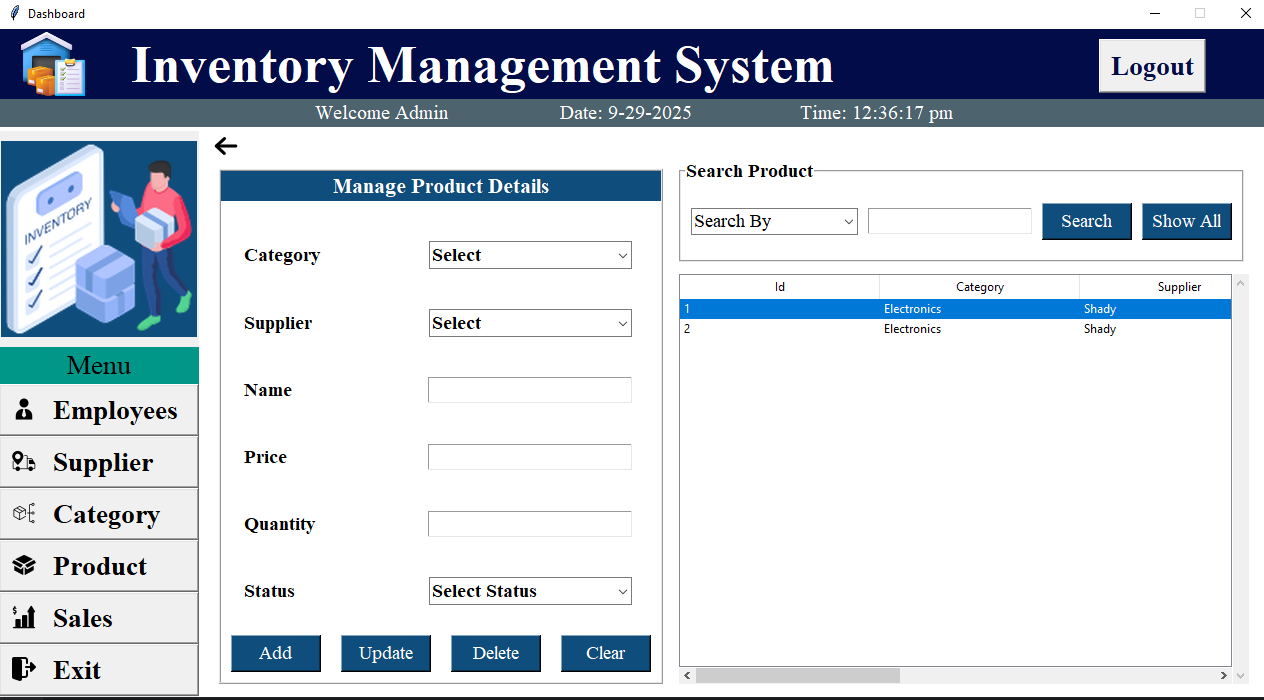 Dashboard
Inventory Management System
Logout
Welcome Admin
Date: 9-29-2025
Time: 12:36:17 pm
INVENTORY
Menu
Employees
Supplier
Category
Product
Sales
Exit
Manage Product Details
Category
Select
Supplier
Select
Name
Price
Quantity
Status
Select Status
Add Update Delete Clear
Search Product
Search By
Search
Show All
Id Category Supplier
1 Electronics Shady
2 Electronics Shady